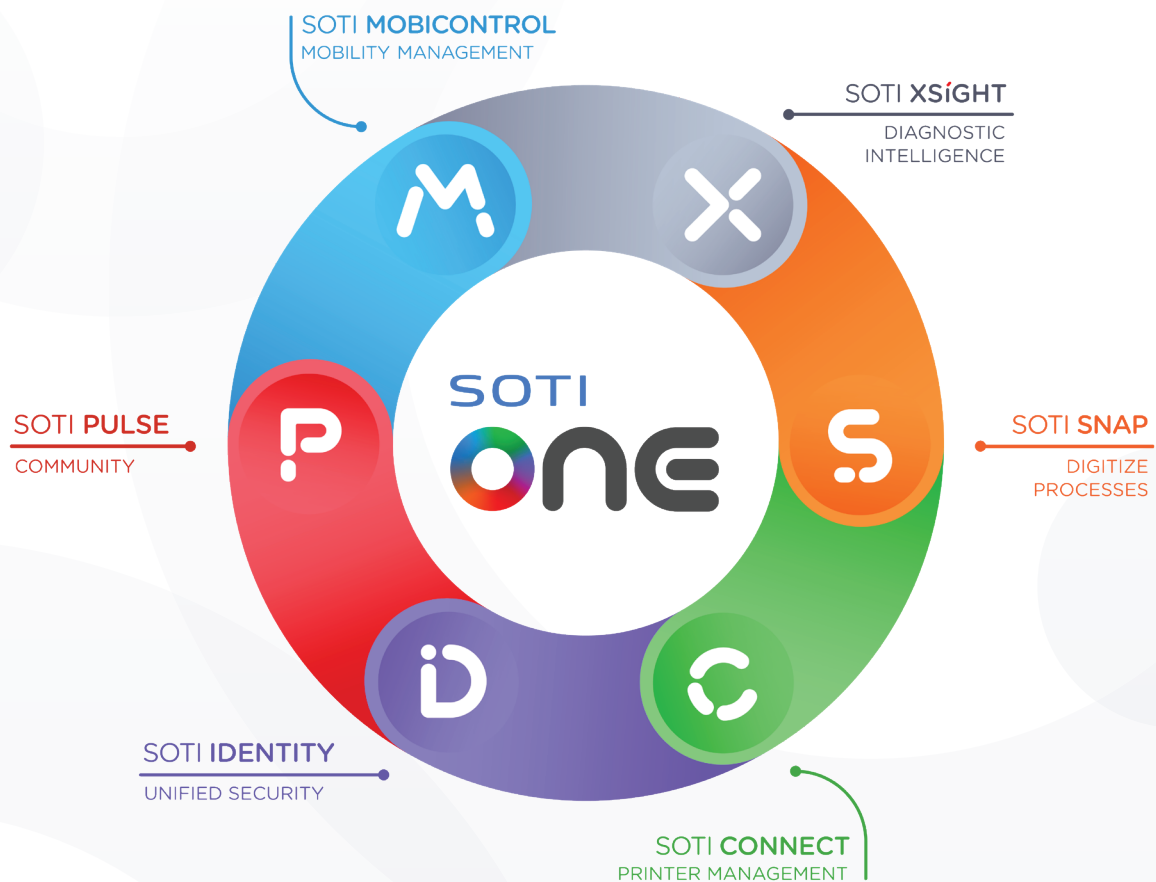 SOTI MOBICONTROL
MOBILITY MANAGEMENT
SOTI XSiGHT
DIAGNOSTIC
INTELLIGENCE
M
X
SOTI
ONE
P
S
SOTI PULSE
COMMUNITY
SOTI SNAP
DIGITIZE
PROCESSES
iD
C
SOTI IDENTITY
UNIFIED SECURITY
SOTI CONNECT
PRINTER MANAGEMENT